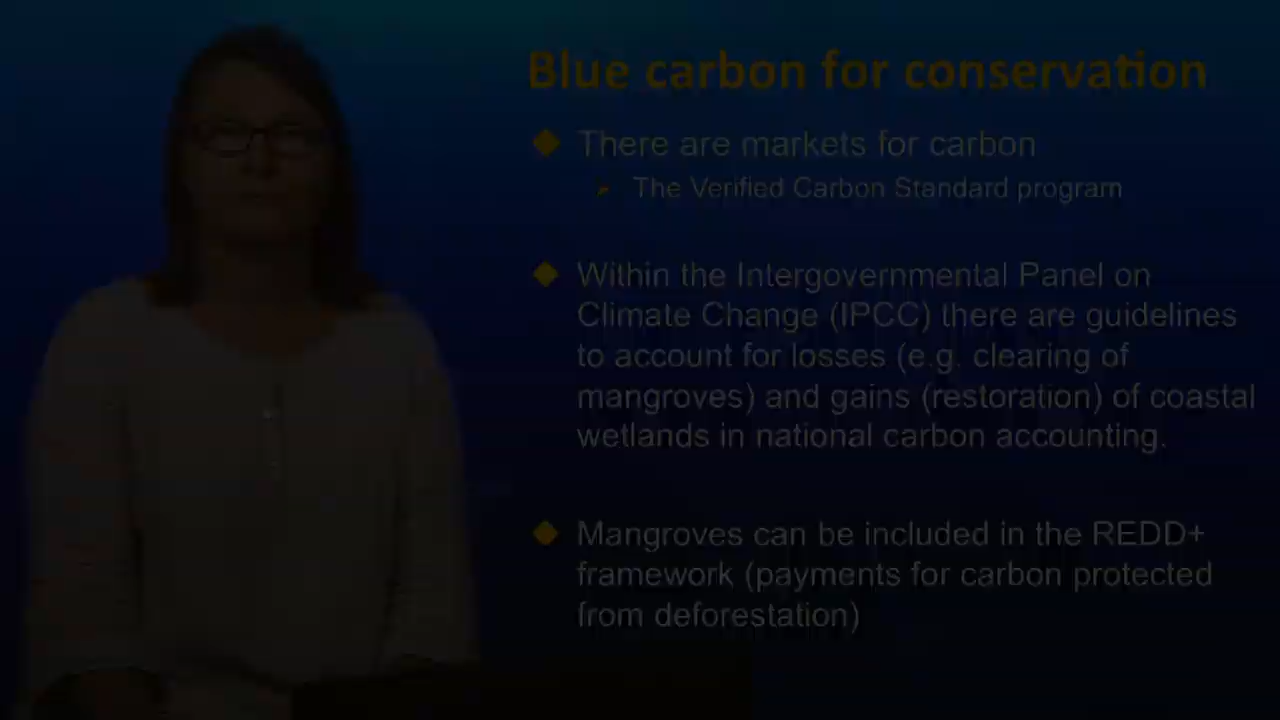 Blue carbon for conservation
There are markets for carbon
The Verified Carbon Standard program
Within the Intergovernmental Panel on
Climate Change (IPCC) there are guidelines
to account for losses (e.g. clearing of
mangroves) and gains (restoration) of coastal
wetlands in national carbon accounting.
Mangroves can be included in the REDD+
framework (payments for carbon protected
from deforestation)